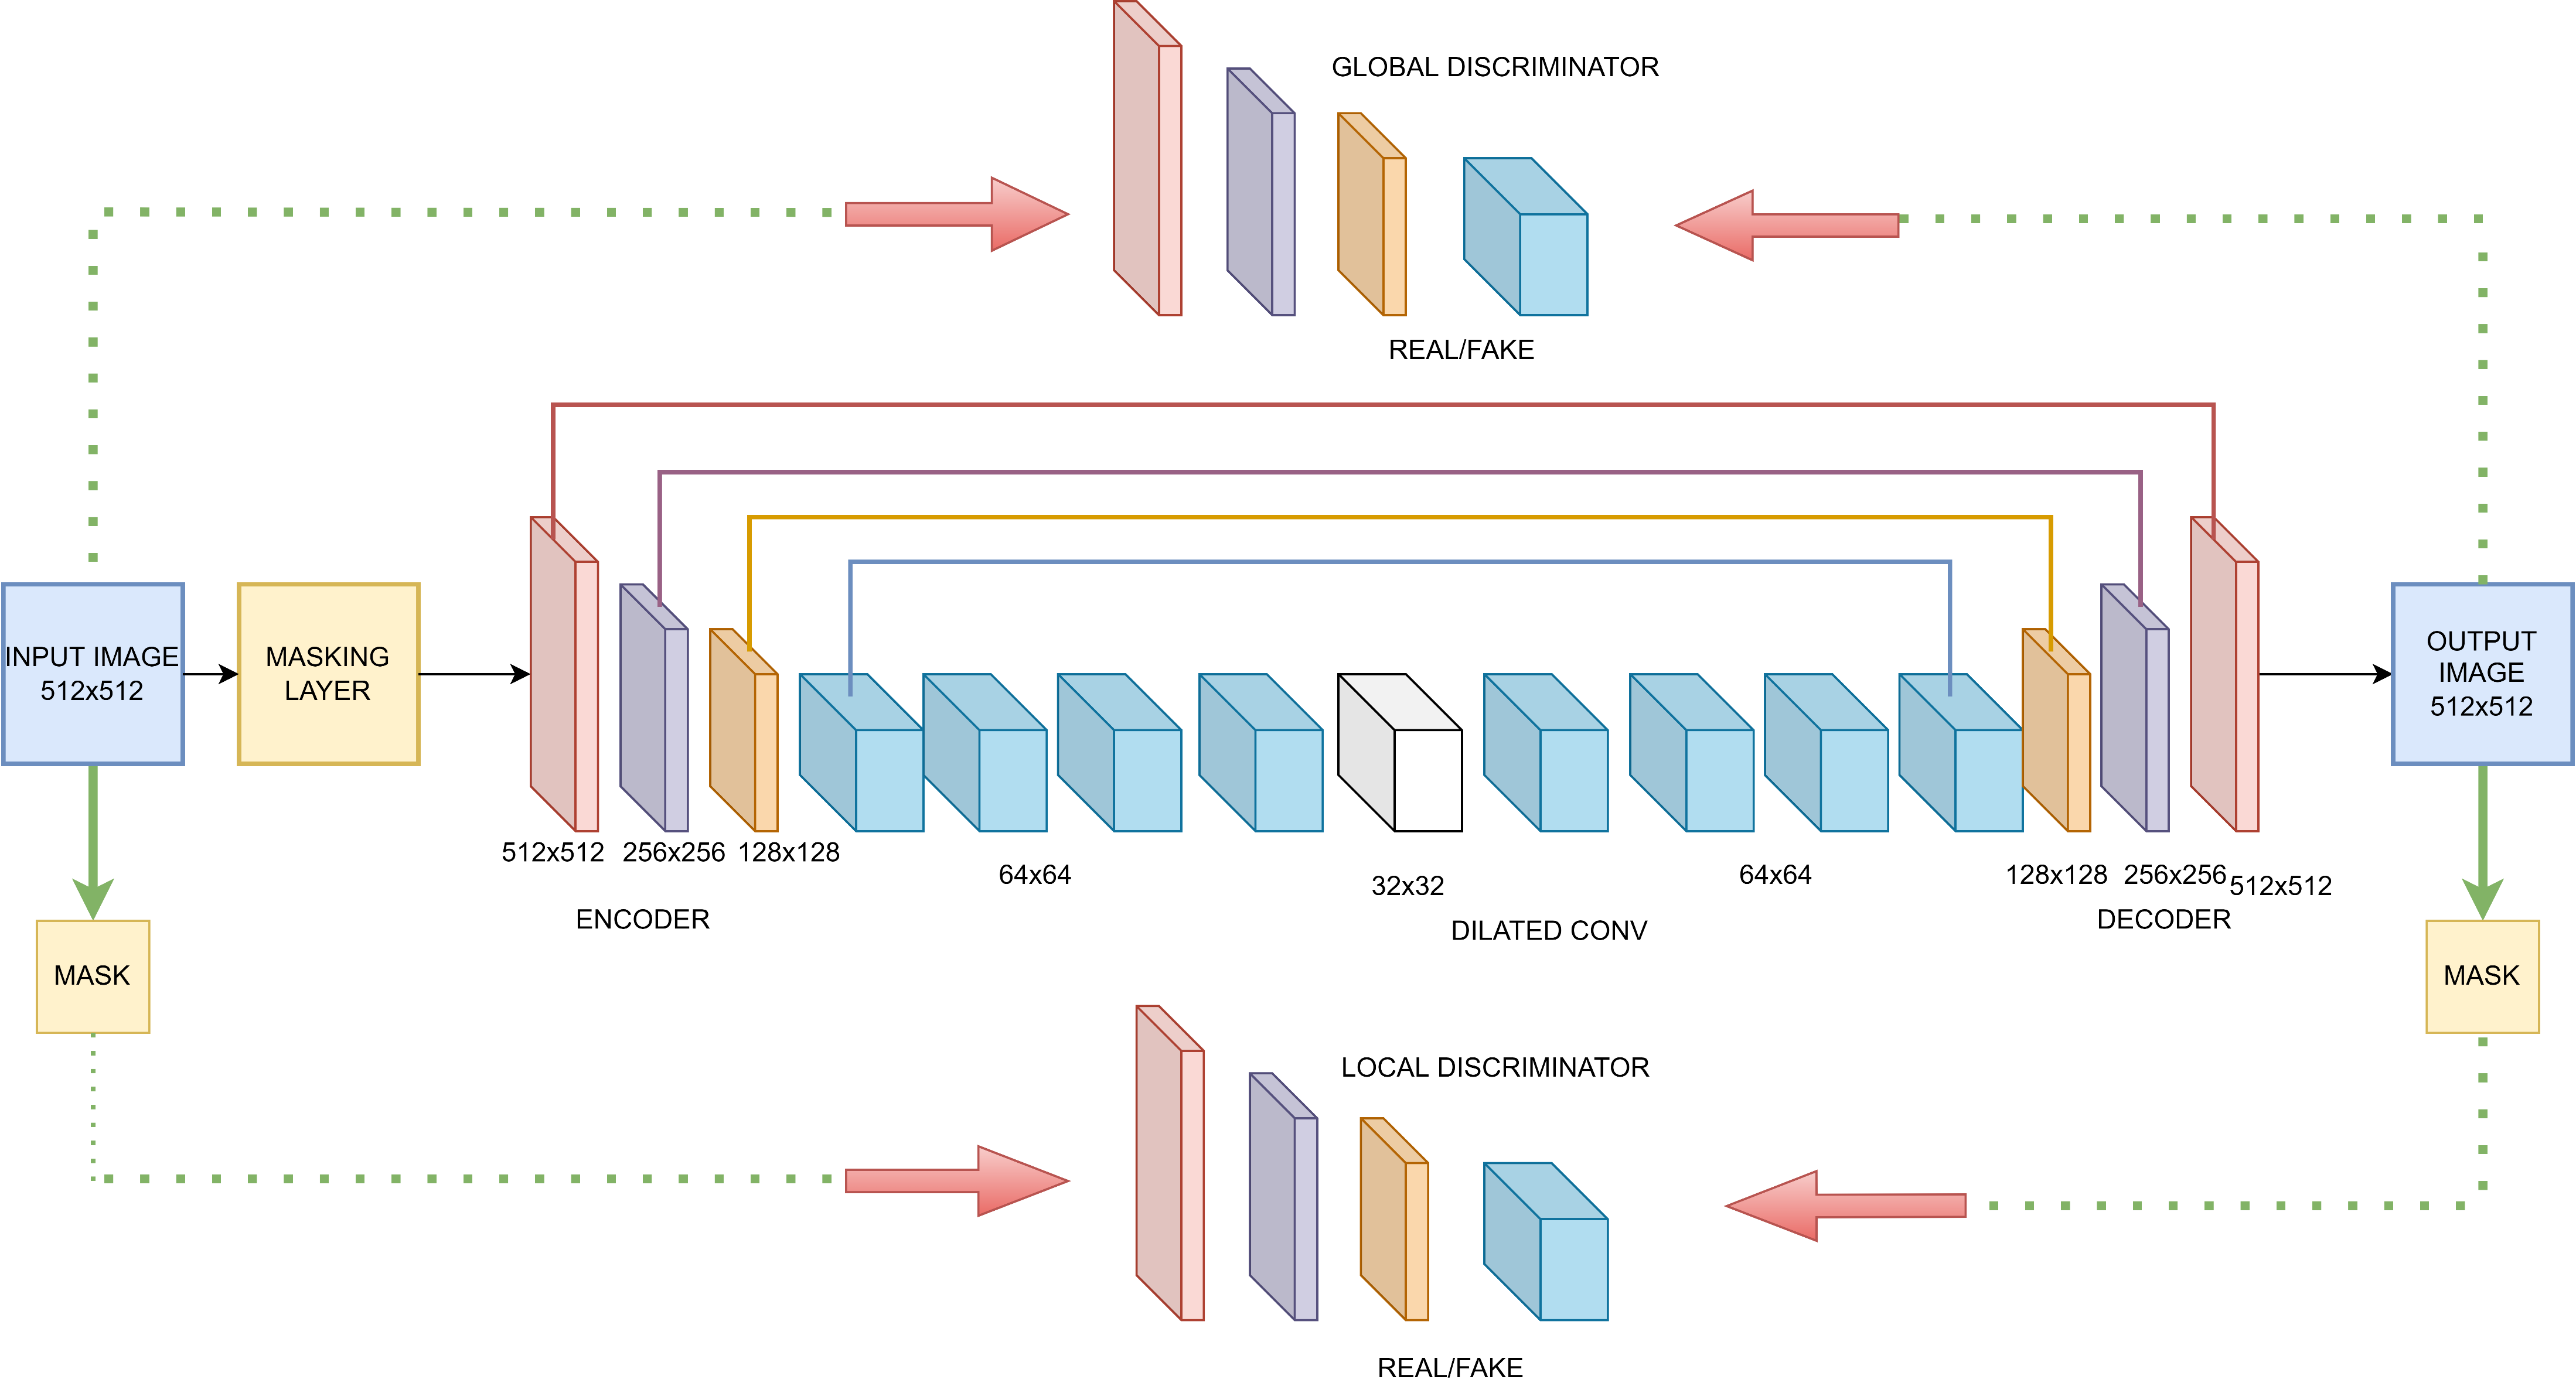 GLOBAL DISCRIMINATOR
REAL/FAKE
INPUT IMAGE
512x512
MASKING
LAYER
OUTPUT
IMAGE
512x512
512x512
256x256
128x128
64x64
32x32
64x64
128x128
256x256
512x512
ENCODER
DILATED CONV
DECODER
MASK
MASK
LOCAL DISCRIMINATOR
REAL/FAKE